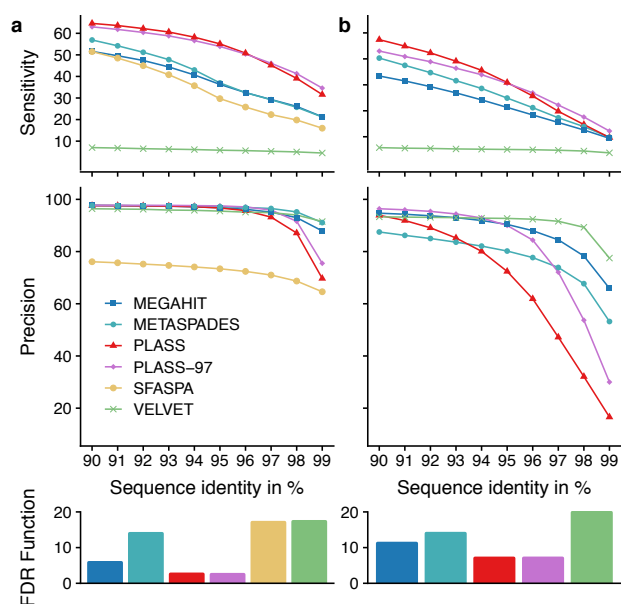 a
b
Sensitivity
60
50
40
30
20
10
Precision
100
80
60
40
20
MEGAHIT
METASPADES
PLASS
PLASS−97
SFASPA
VELVET
90 91 92 93 94 95 96 97 98 99
90 91 92 93 94 95 96 97 98 99
Sequence identity in %
Sequence identity in %
FDR Function
20
10
0
20
10
0